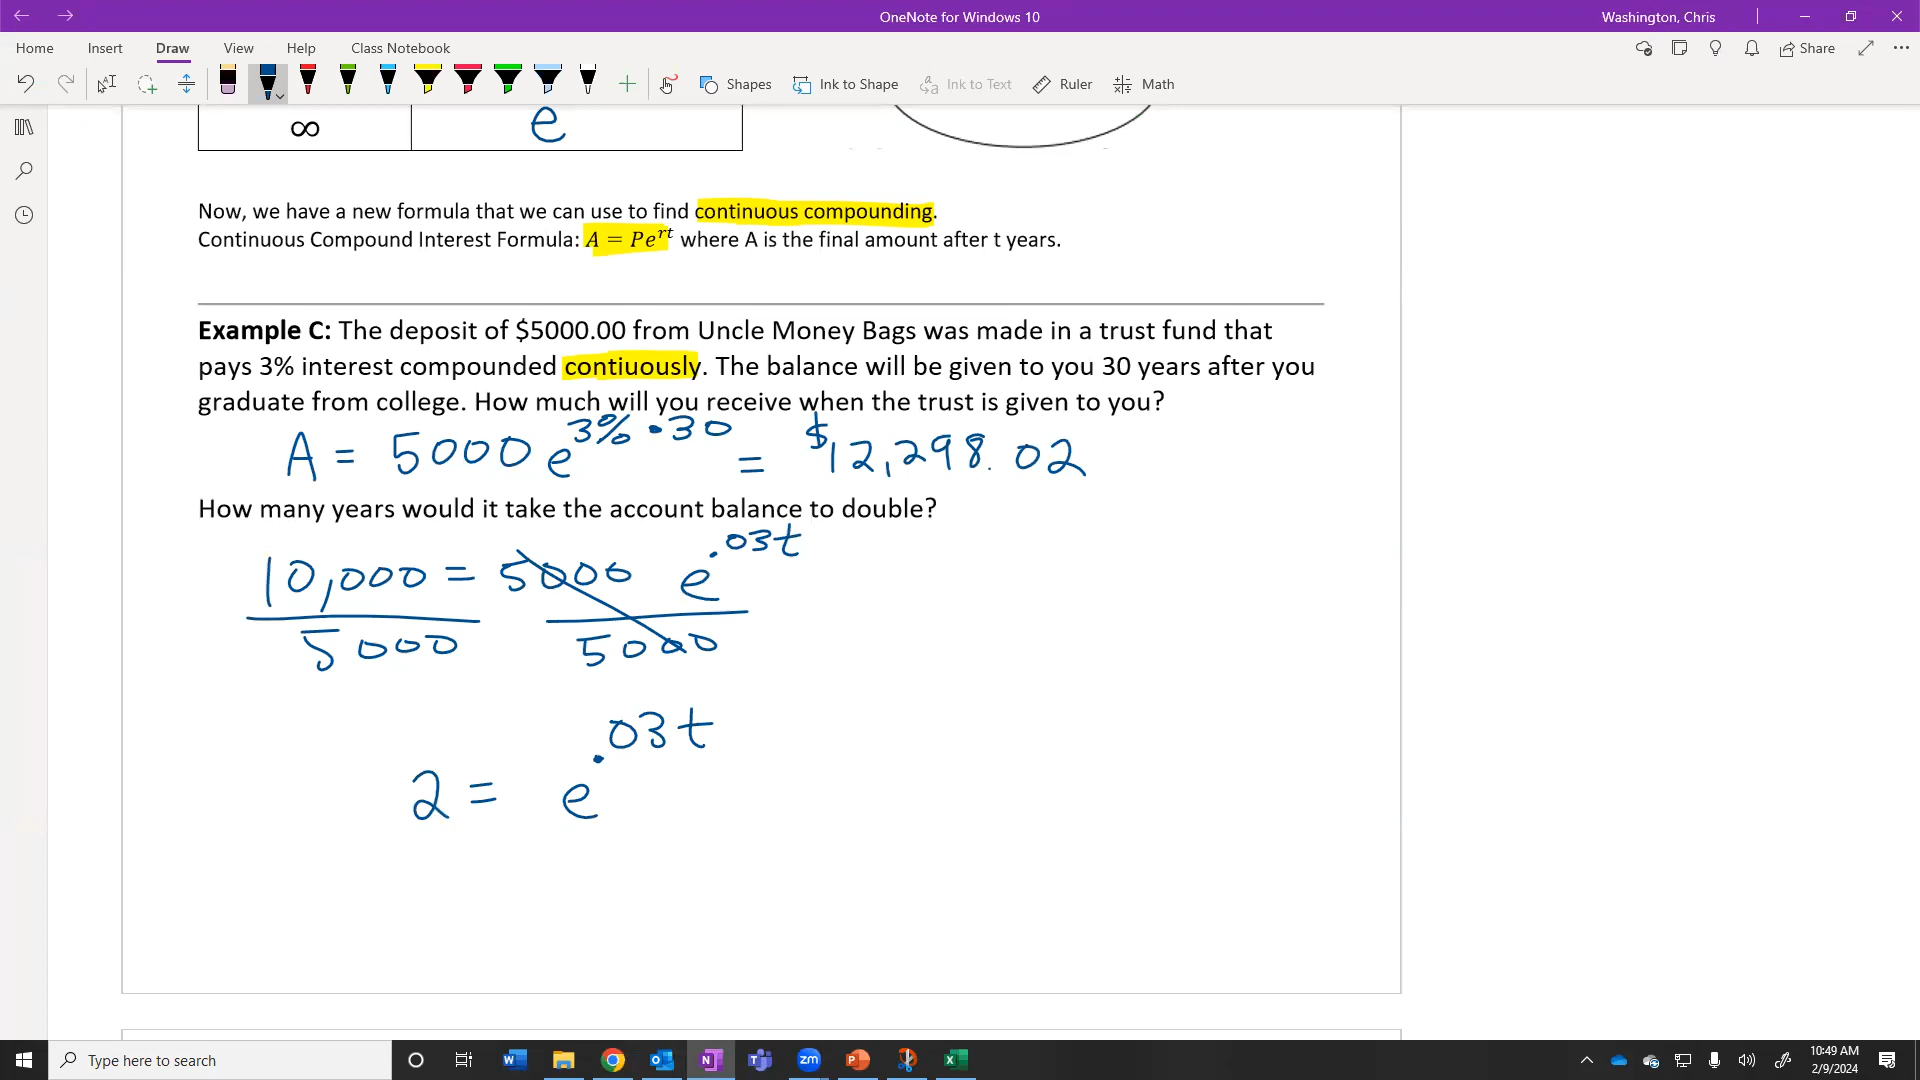 OneNote for Windows 10
Washington, Chris
Home Insert Draw View Help Class Notebook
Share
Shapes Ink to Shape Ink to Text Ruler Math
∞ e
Now, we have a new formula that we can use to find continuous compounding.
Continuous Compound Interest Formula: A = Pe^{rt} where A is the final amount after t years.
Example C: The deposit of $5000.00 from Uncle Money Bags was made in a trust fund that
pays 3% interest compounded contiuously. The balance will be given to you 30 years after you
graduate from college. How much will you receive when the trust is given to you?
A = 5000 e^{3% • 30} = $12,298.02
How many years would it take the account balance to double?
10,000 = 5000 e^{.03t}
5000 5000
2 = e^{.03t}
Type here to search
10:49 AM
2/9/2024